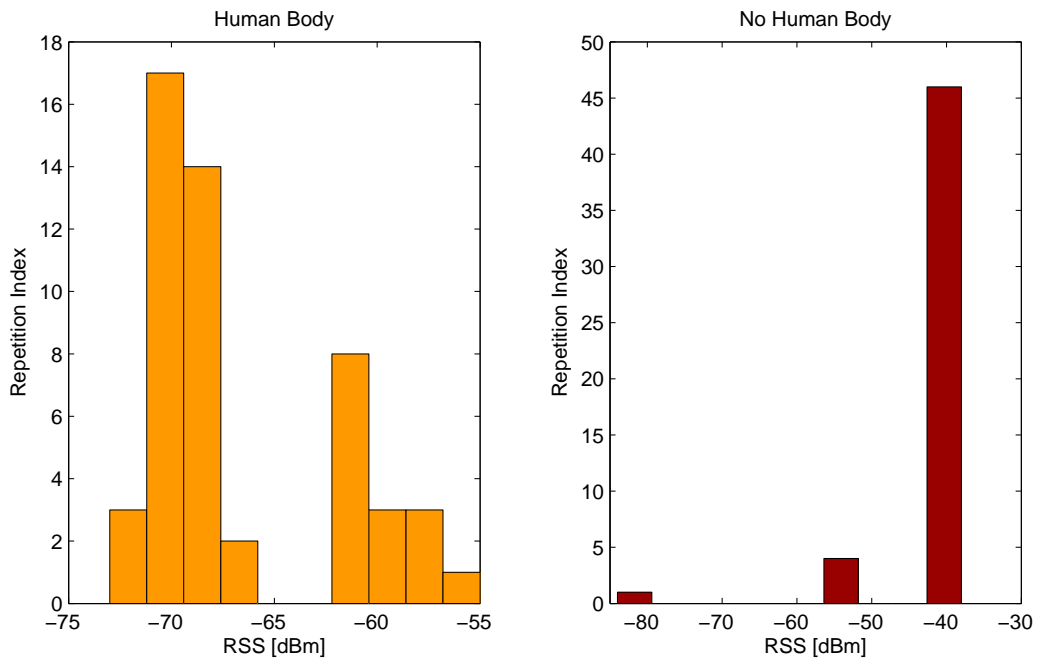 Human Body
18
16
14
12
10
8
6
4
2
0
Repetition Index
−75 −70 −65 −60 −55
RSS [dBm]
No Human Body
50
45
40
35
30
25
20
15
10
5
0
Repetition Index
−80 −70 −60 −50 −40 −30
RSS [dBm]